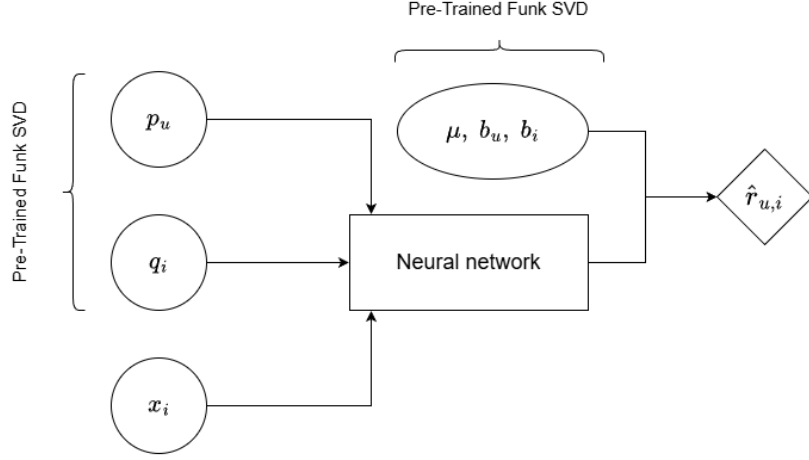 Pre-Trained Funk SVD
Pre-Trained Funk SVD
p_u
μ, b_u, b_i
r̂_{u,i}
q_i
Neural network
x_i